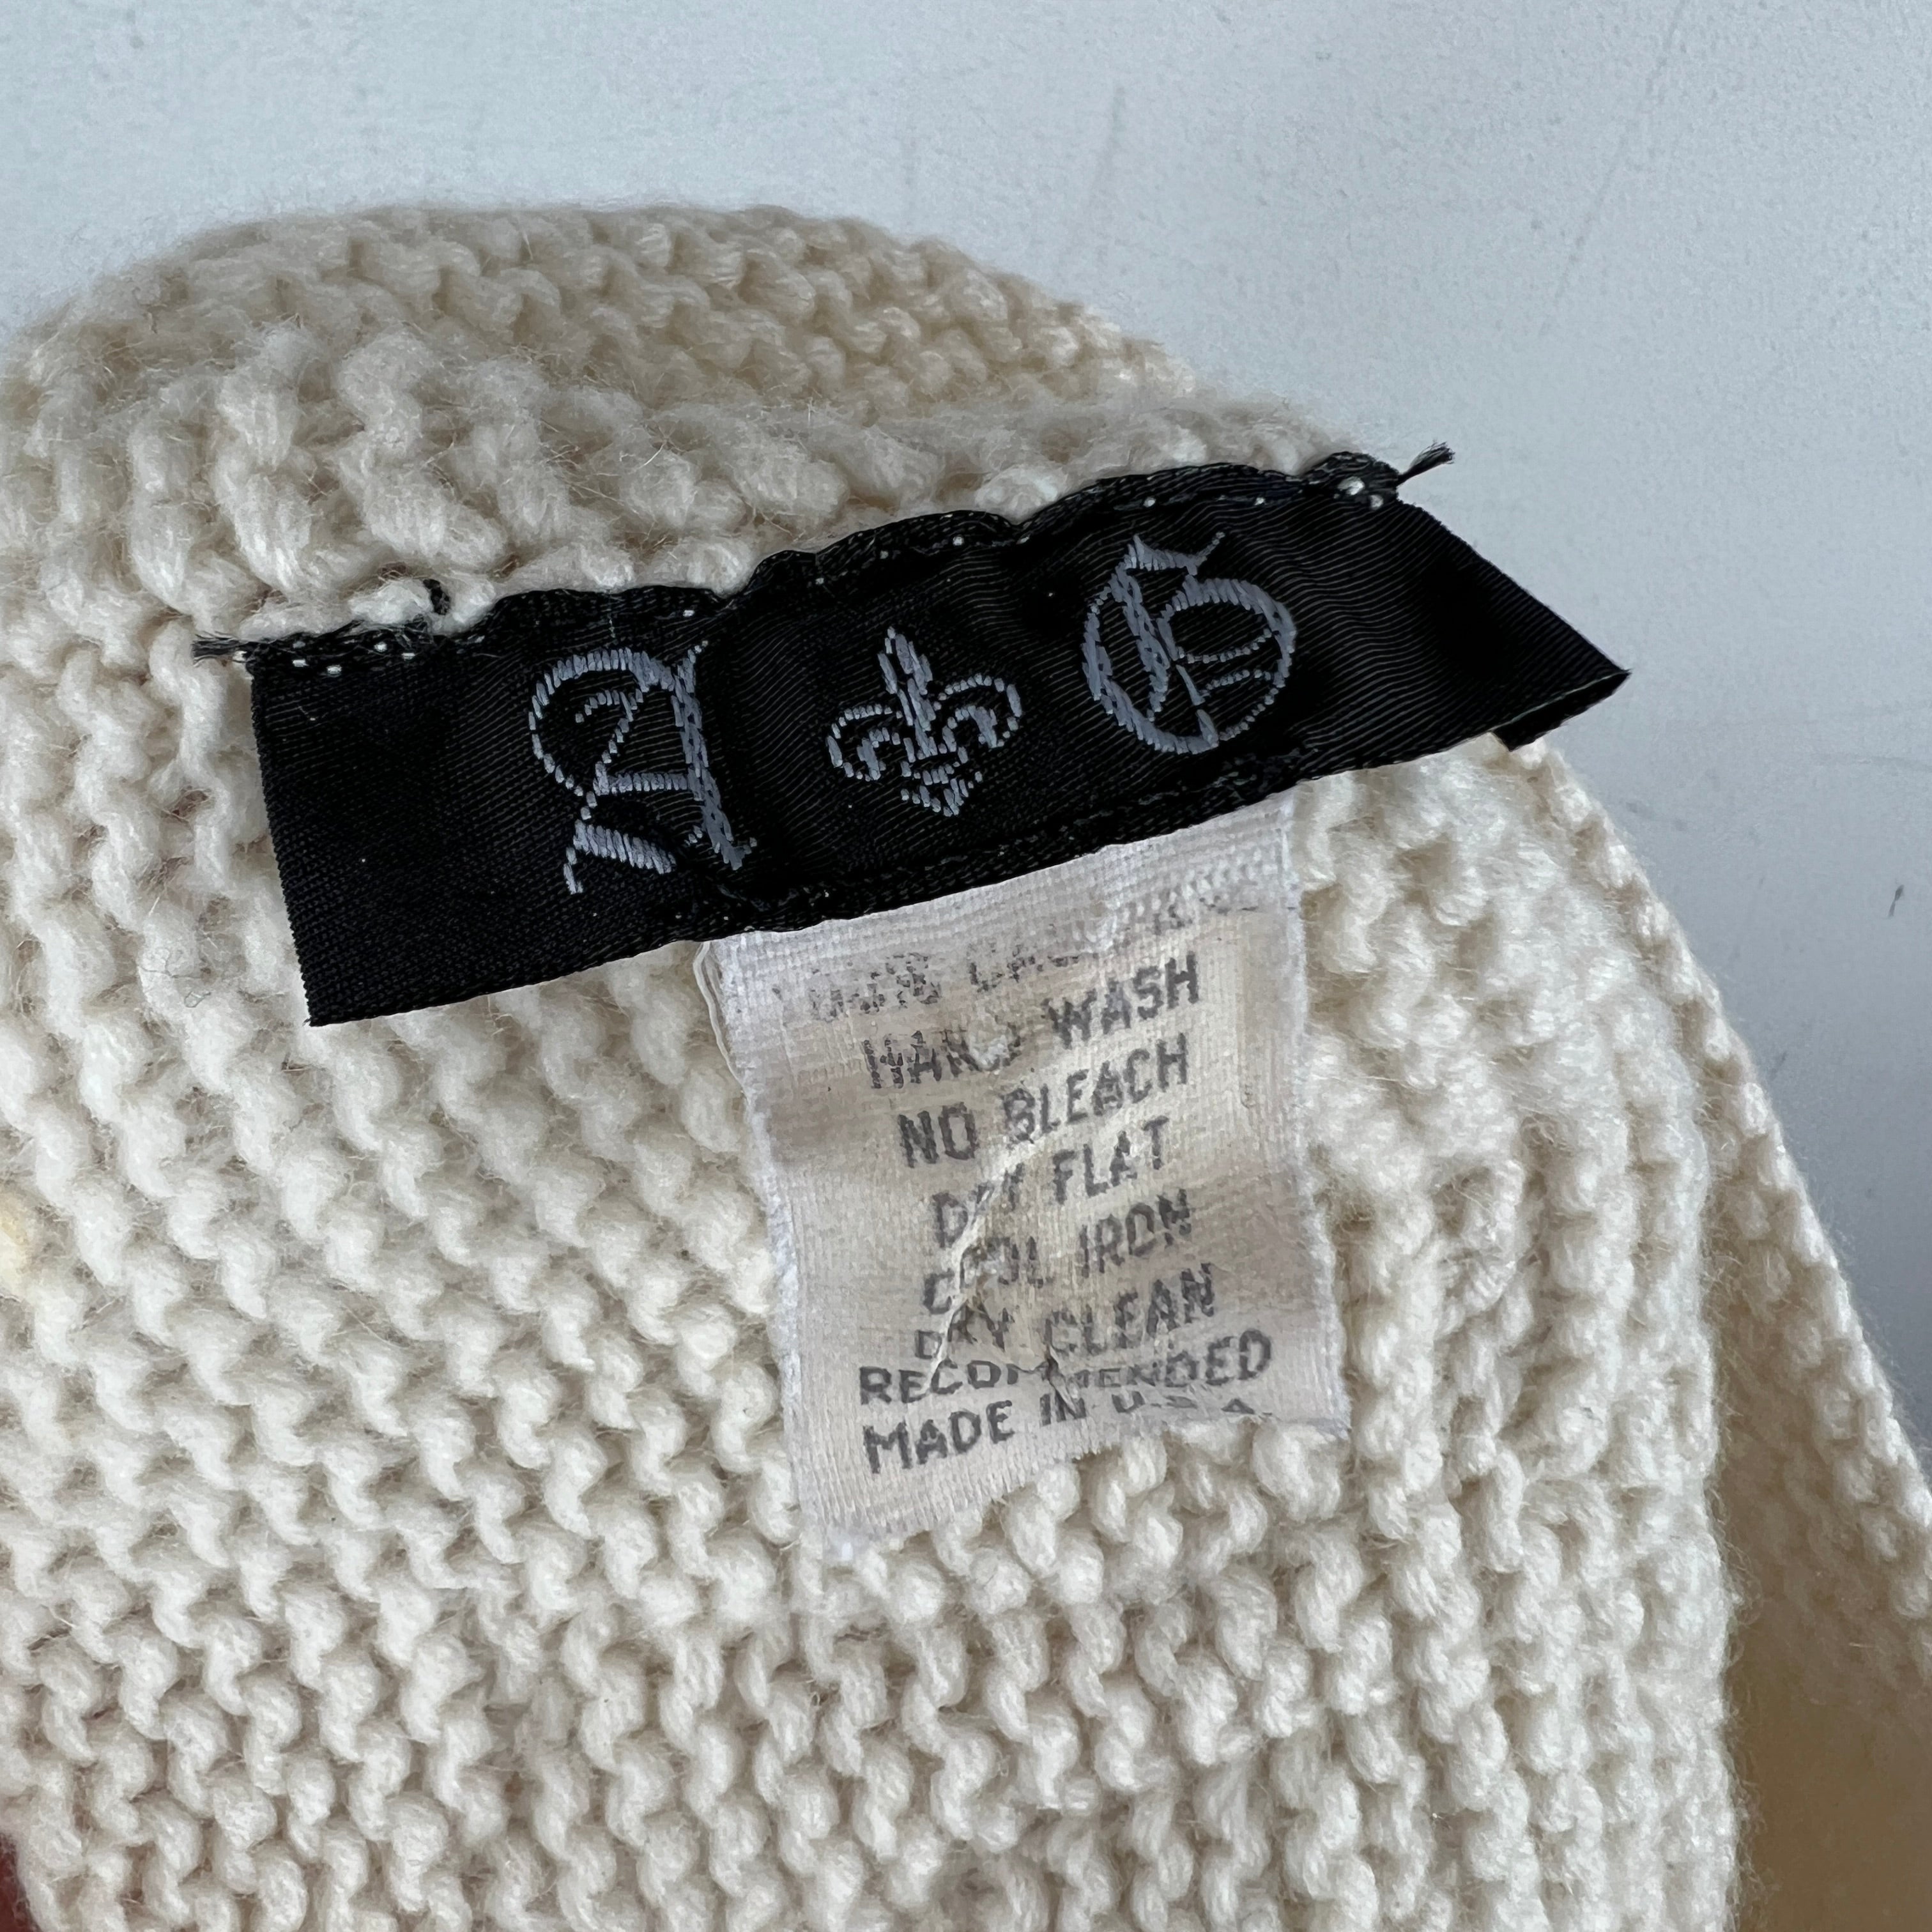 A G
HAND WASH
NO BLEACH
DRY FLAT
COOL IRON
DRY CLEAN
RECOMMENDED
MADE IN U.S.A.